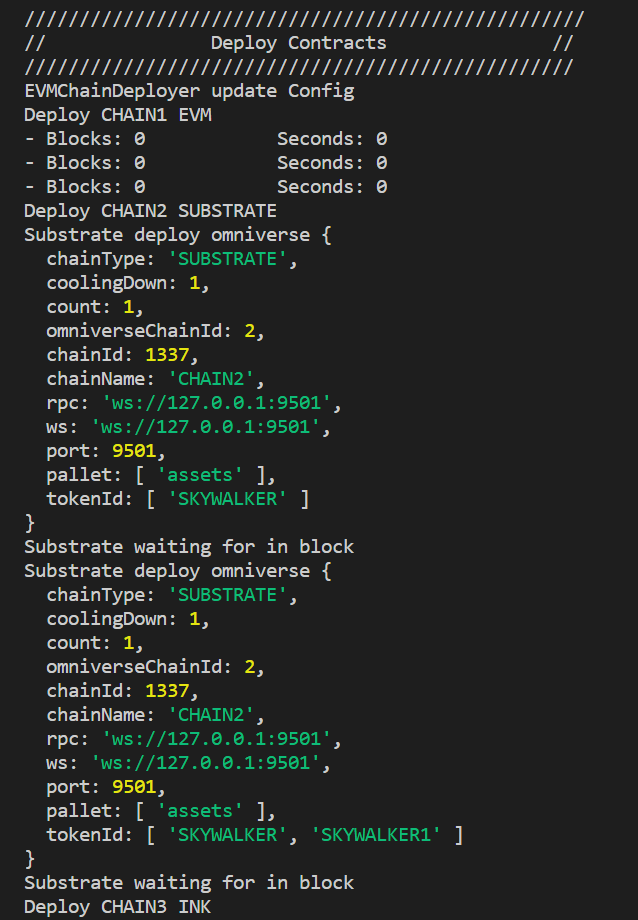 ///////////////////////////////////////////////////
//               Deploy Contracts               //
//////////////////////////////////////////////////
EVMChainDeployer update Config
Deploy CHAIN1 EVM
- Blocks: 0            Seconds: 0
- Blocks: 0            Seconds: 0
- Blocks: 0            Seconds: 0
Deploy CHAIN2 SUBSTRATE
Substrate deploy omniverse {
  chainType: 'SUBSTRATE',
  coolingDown: 1,
  count: 1,
  omniverseChainId: 2,
  chainId: 1337,
  chainName: 'CHAIN2',
  rpc: 'ws://127.0.0.1:9501',
  ws: 'ws://127.0.0.1:9501',
  port: 9501,
  pallet: [ 'assets' ],
  tokenId: [ 'SKYWALKER' ]
}
Substrate waiting for in block
Substrate deploy omniverse {
  chainType: 'SUBSTRATE',
  coolingDown: 1,
  count: 1,
  omniverseChainId: 2,
  chainId: 1337,
  chainName: 'CHAIN2',
  rpc: 'ws://127.0.0.1:9501',
  ws: 'ws://127.0.0.1:9501',
  port: 9501,
  pallet: [ 'assets' ],
  tokenId: [ 'SKYWALKER', 'SKYWALKER1' ]
}
Substrate waiting for in block
Deploy CHAIN3 INK